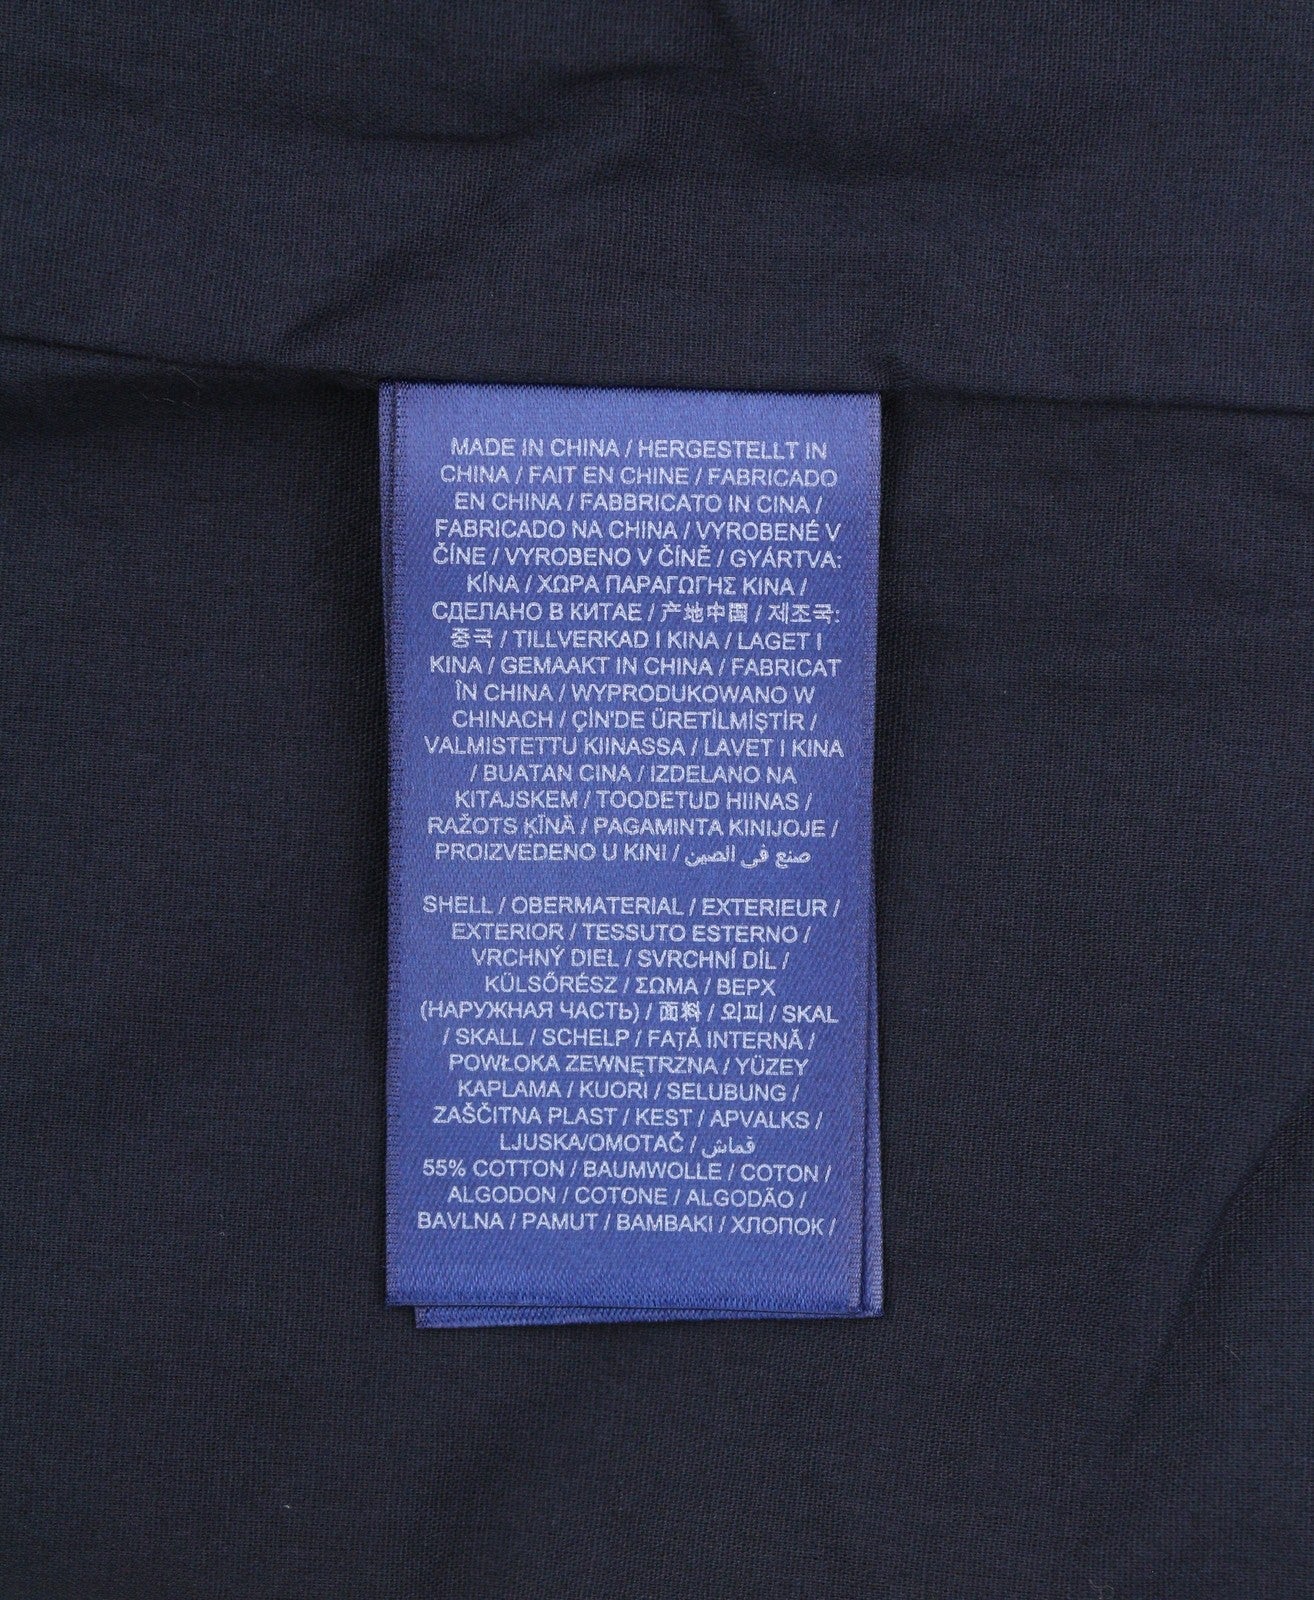 MADE IN CHINA / HERGESTELLT IN
CHINA / FAIT EN CHINE / FABRICADO
EN CHINA / FABBRICATO IN CINA /
FABRICADO NA CHINA / VYROBENÉ V
ČÍNE / VYROBENO V ČÍNĚ / GYÁRTVA:
KÍNA / ΧΩΡΑ ΠΑΡΑΓΩΓΗΣ ΚΙΝΑ /
СДЕЛАНО В КИТАЕ / 产地中国 / 제조국:
중국 / TILLVERKAD I KINA / LAGET I
KINA / GEMAAKT IN CHINA / FABRICAT
ÎN CHINA / WYPRODUKOWANO W
CHINACH / ÇİN'DE ÜRETİLMİŞTİR /
VALMISTETTU KIINASSA / LAVET I KINA
/ BUATAN CINA / IZDELANO NA
KITAJSKEM / TOODETUD HIINAS /
RAŽOTS ĶĪNĀ / PAGAMINTA KINIJOJE /
PROIZVEDENO U KINI / صنع في الصين
SHELL / OBERMATERIAL / EXTERIEUR /
EXTERIOR / TESSUTO ESTERNO /
VRCHNÝ DIEL / SVRCHNÍ DÍL /
KÜLSŐRÉSZ / ΣΩΜΑ / ВЕРХ
(НАРУЖНАЯ ЧАСТЬ) / 面料 / 외피 / SKAL
/ SKALL / SCHELP / FAȚĂ INTERNĂ /
POWŁOKA ZEWNĘTRZNA / YÜZEY
KAPLAMA / KUORI / SELUBUNG /
ZAŠČITNA PLAST / KEST / APVALKS /
LJUSKA/OMOTAČ / قماش
55% COTTON / BAUMWOLLE / COTON /
ALGODON / COTONE / ALGODÃO /
BAVLNA / PAMUT / BAMBAKI / ХЛОПОК /